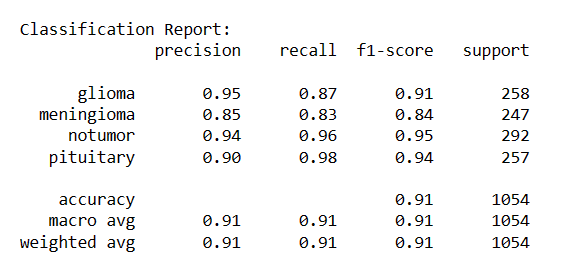 Classification Report:
precision recall f1-score support
glioma 0.95 0.87 0.91 258
meningioma 0.85 0.83 0.84 247
notumor 0.94 0.96 0.95 292
pituitary 0.90 0.98 0.94 257
accuracy 0.91 1054
macro avg 0.91 0.91 0.91 1054
weighted avg 0.91 0.91 0.91 1054